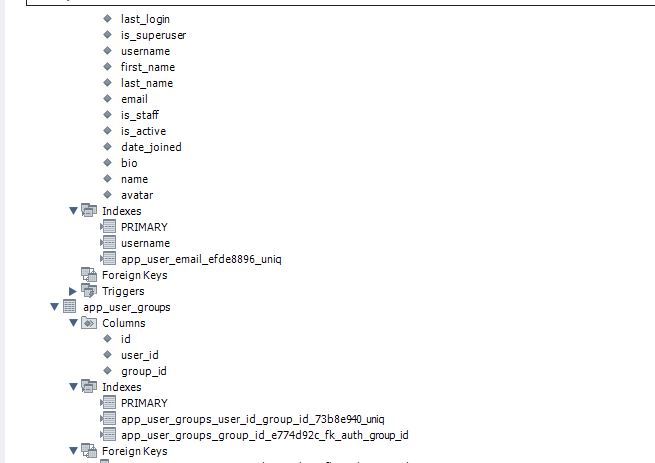 last_login
is_superuser
username
first_name
last_name
email
is_staff
is_active
date_joined
bio
name
avatar
Indexes
PRIMARY
username
app_user_email_efde8896_uniq
Foreign Keys
Triggers
app_user_groups
Columns
id
user_id
group_id
Indexes
PRIMARY
app_user_groups_user_id_group_id_73b8e940_uniq
app_user_groups_group_id_e774d92c_fk_auth_group_id
Foreign Keys